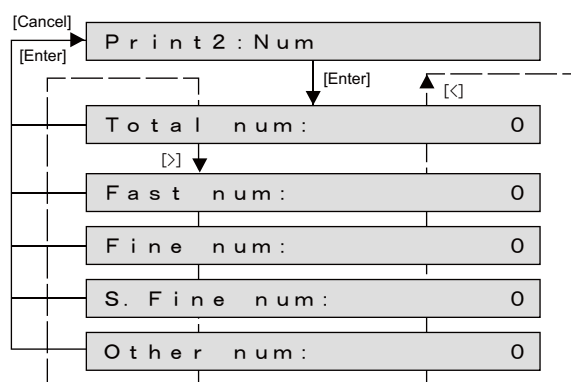 [Cancel]
Print2:Num
[Enter]
[Enter]
[<]
Total num: 0
[>]
Fast num: 0
Fine num: 0
S. Fine num: 0
Other num: 0